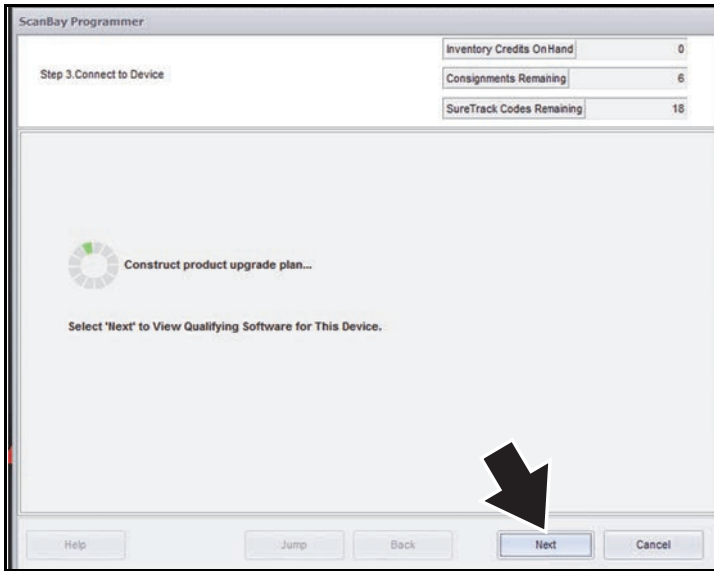 ScanBay Programmer
Step 3.Connect to Device
Inventory Credits On Hand 0
Consignments Remaining 6
SureTrack Codes Remaining 18
Construct product upgrade plan...
Select 'Next' to View Qualifying Software for This Device.
Help Jump Back Next Cancel